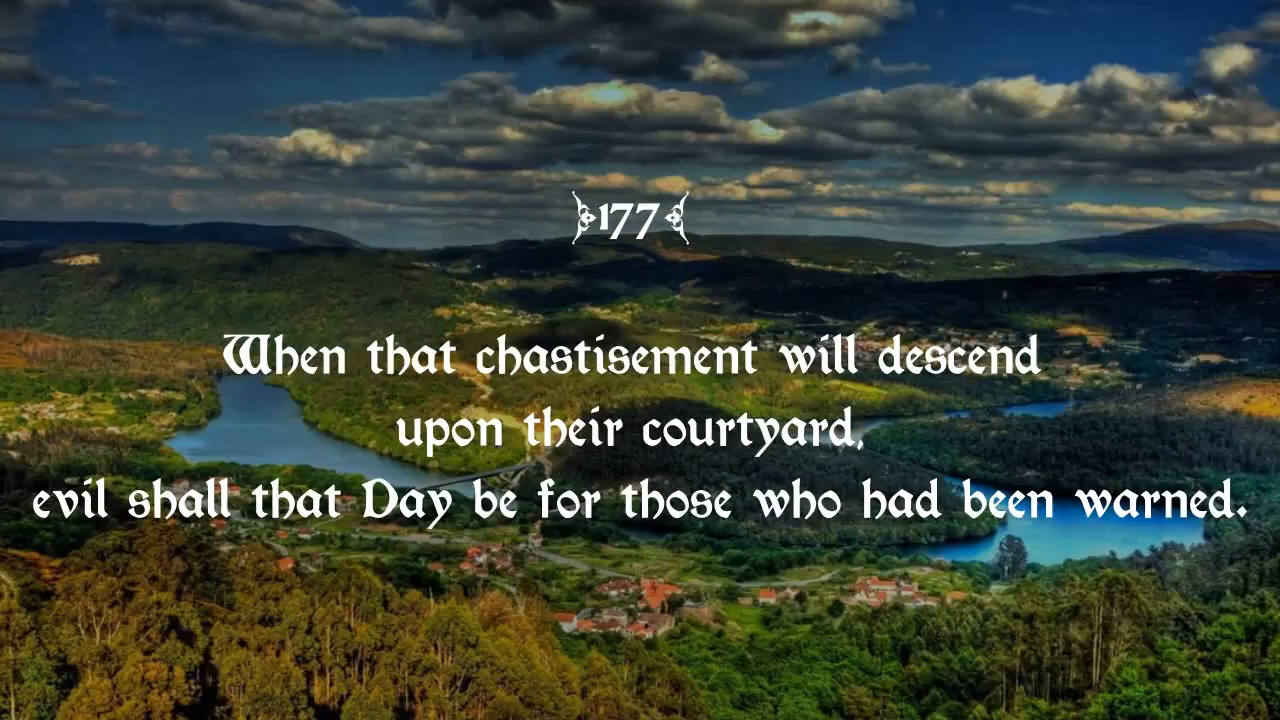 177
When that chastisement will descend
upon their courtyard,
evil shall that Day be for those who had been warned.